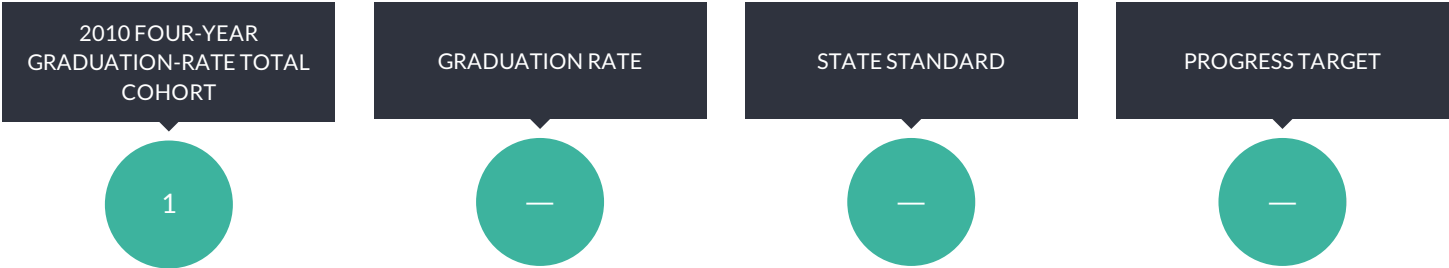 2010 FOUR-YEAR
GRADUATION-RATE TOTAL
COHORT
1
GRADUATION RATE
—
STATE STANDARD
—
PROGRESS TARGET
—